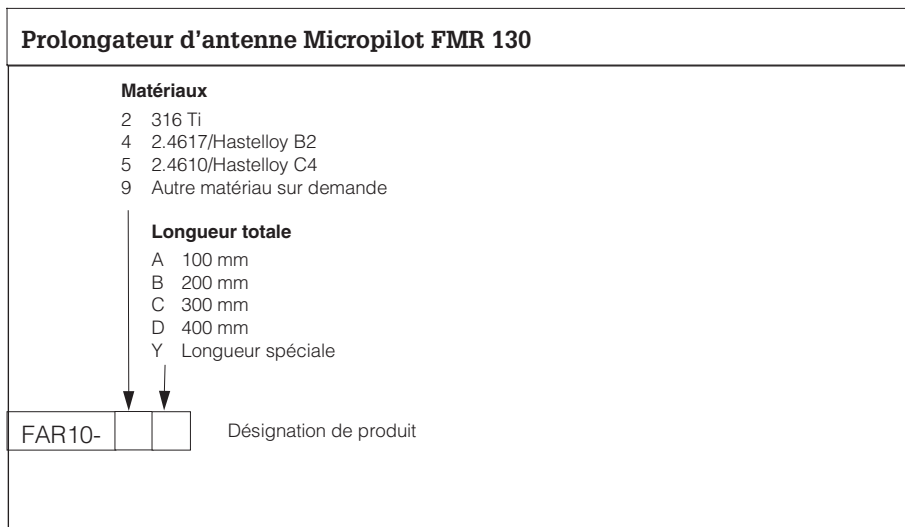 Prolongateur d'antenne Micropilot FMR 130
Matériaux
2 316 Ti
4 2.4617/Hastelloy B2
5 2.4610/Hastelloy C4
9 Autre matériau sur demande
Longueur totale
A 100 mm
B 200 mm
C 300 mm
D 400 mm
Y Longueur spéciale
FAR10- Désignation de produit